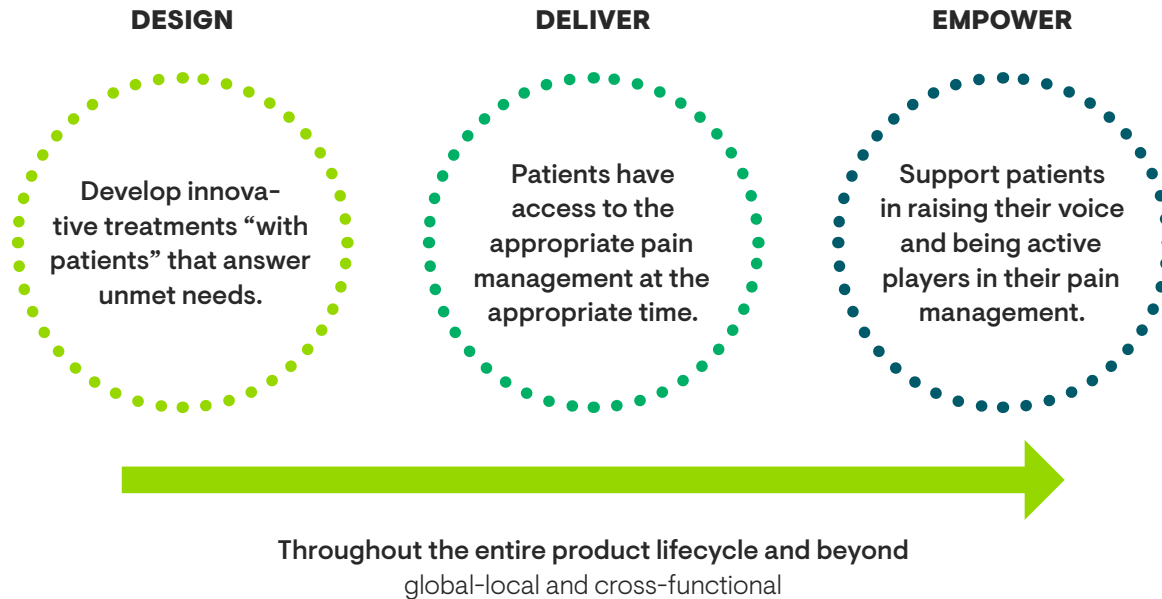 DESIGN
DELIVER
EMPOWER
Develop innova-
tive treatments “with
patients” that answer
unmet needs.
Patients have
access to the
appropriate pain
management at the
appropriate time.
Support patients
in raising their voice
and being active
players in their pain
management.
Throughout the entire product lifecycle and beyond
global-local and cross-functional